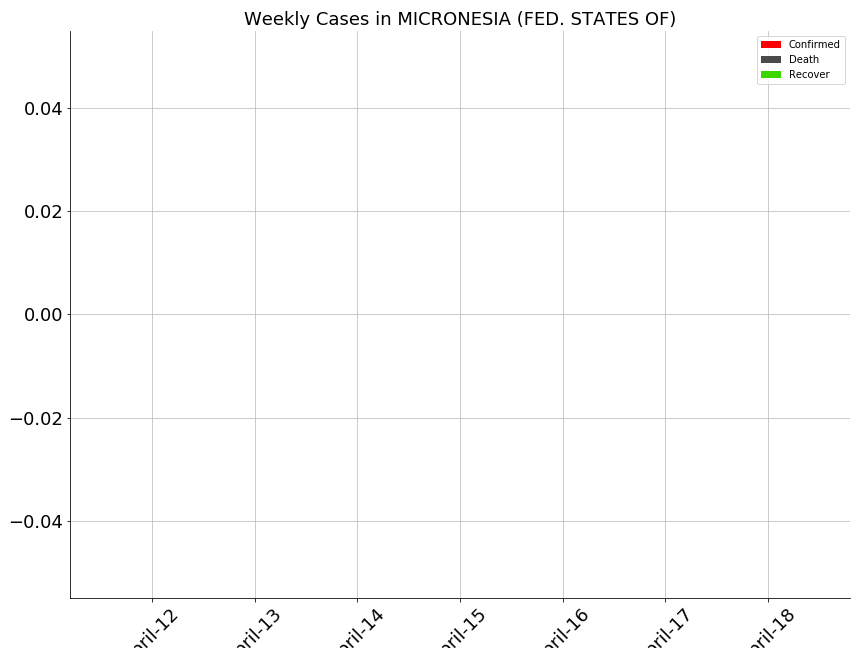 Weekly Cases in MICRONESIA (FED. STATES OF)
Confirmed
Death
Recover
0.04
0.02
0.00
−0.02
−0.04
pril-12
pril-13
pril-14
pril-15
pril-16
pril-17
pril-18